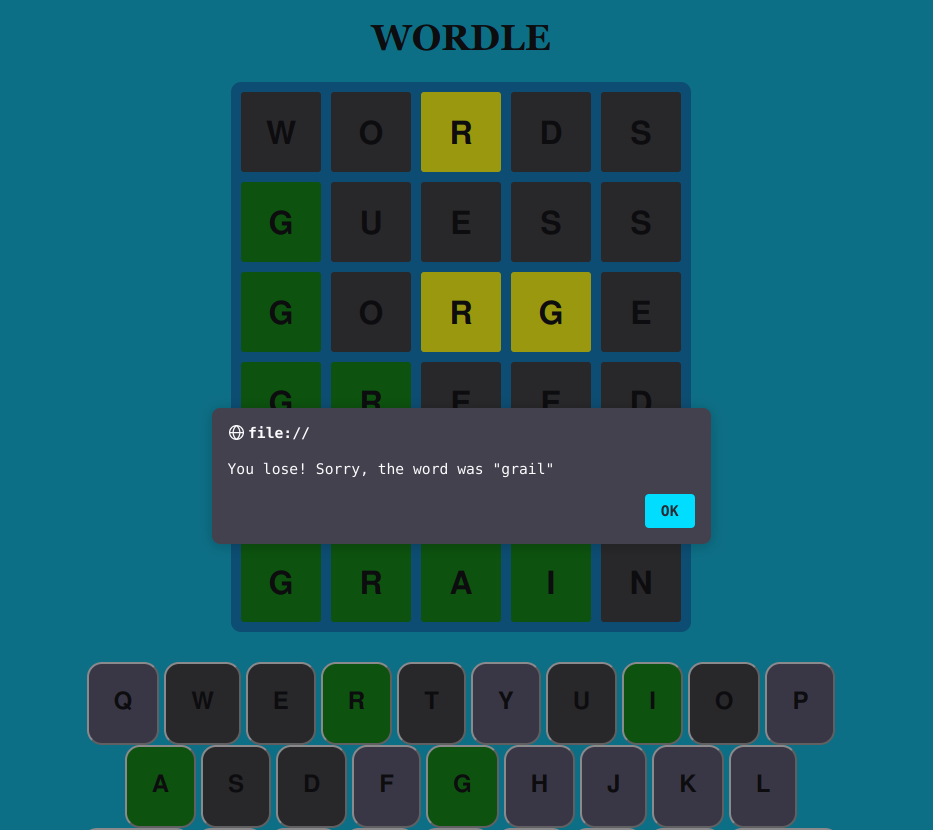 WORDLE
W O R D S
G U E S S
G O R G E
G R E E D
file://
You lose! Sorry, the word was "grail"
OK
G R A I N
Q W E R T Y U I O P
A S D F G H J K L